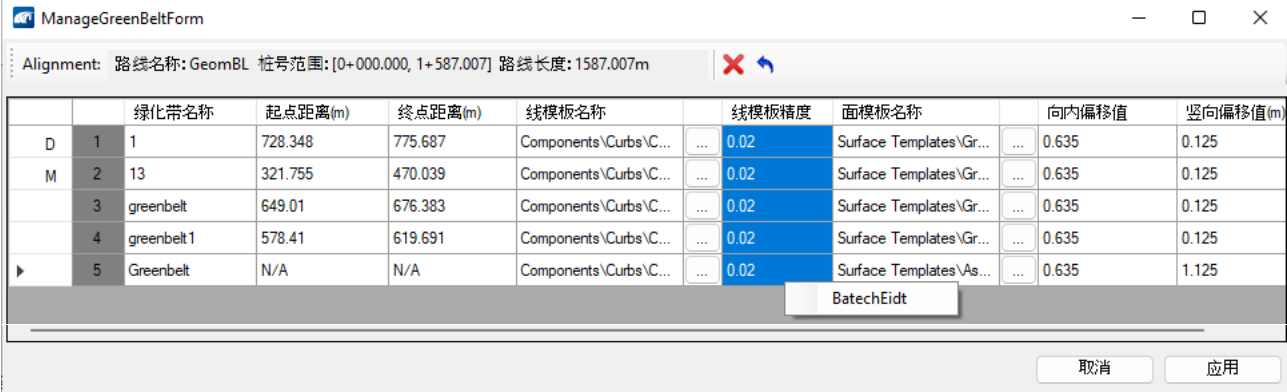 ManageGreenBeltForm
Alignment: 路线名称: GeomBL 桩号范围: [0+000.000, 1+587.007] 路线长度: 1587.007m
绿化带名称 起点距离(m) 终点距离(m) 线模板名称 线模板精度 面模板名称 向内偏移值 竖向偏移值(m)
D 1 1 728.348 775.687 Components\Curbs\C... ... 0.02 Surface Templates\Gr... ... 0.635 0.125
M 2 13 321.755 470.039 Components\Curbs\C... ... 0.02 Surface Templates\Gr... ... 0.635 0.125
3 greenbelt 649.01 676.383 Components\Curbs\C... ... 0.02 Surface Templates\Gr... ... 0.635 0.125
4 greenbelt1 578.41 619.691 Components\Curbs\C... ... 0.02 Surface Templates\Gr... ... 0.635 0.125
5 Greenbelt N/A N/A Components\Curbs\C... ... 0.02 Surface Templates\As... ... 0.635 1.125
BatechEidt
取消 应用